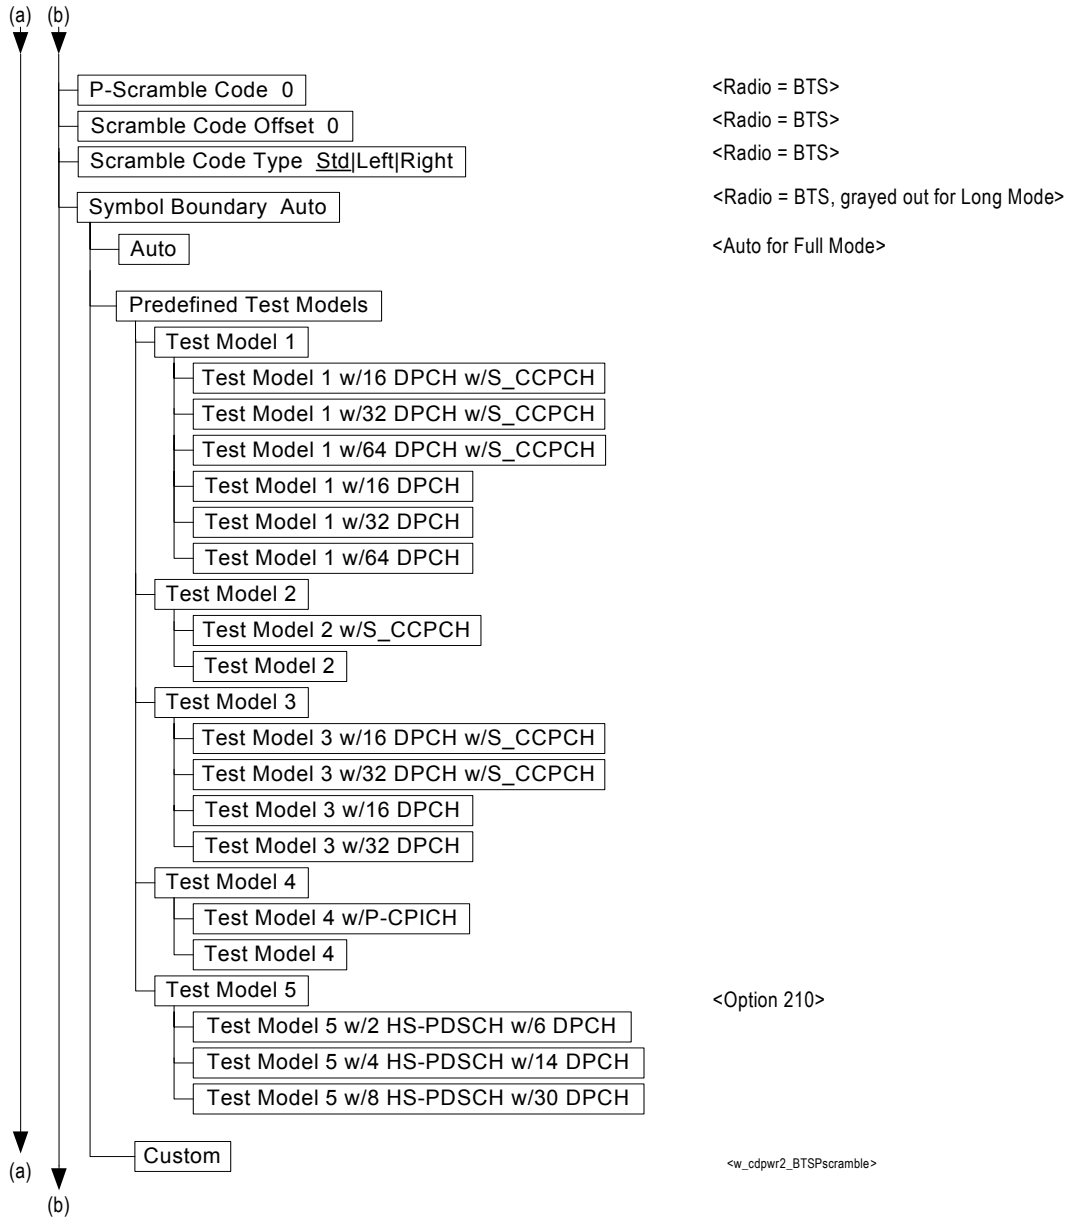 (a) (b)
P-Scramble Code 0 <Radio = BTS>
Scramble Code Offset 0 <Radio = BTS>
Scramble Code Type Std|Left|Right <Radio = BTS>
Symbol Boundary Auto <Radio = BTS, grayed out for Long Mode>
Auto <Auto for Full Mode>
Predefined Test Models
Test Model 1
Test Model 1 w/16 DPCH w/S_CCPCH
Test Model 1 w/32 DPCH w/S_CCPCH
Test Model 1 w/64 DPCH w/S_CCPCH
Test Model 1 w/16 DPCH
Test Model 1 w/32 DPCH
Test Model 1 w/64 DPCH
Test Model 2
Test Model 2 w/S_CCPCH
Test Model 2
Test Model 3
Test Model 3 w/16 DPCH w/S_CCPCH
Test Model 3 w/32 DPCH w/S_CCPCH
Test Model 3 w/16 DPCH
Test Model 3 w/32 DPCH
Test Model 4
Test Model 4 w/P-CPICH
Test Model 4
Test Model 5 <Option 210>
Test Model 5 w/2 HS-PDSCH w/6 DPCH
Test Model 5 w/4 HS-PDSCH w/14 DPCH
Test Model 5 w/8 HS-PDSCH w/30 DPCH
Custom <w_cdpwr2_BTSPscramble>
(a)
(b)